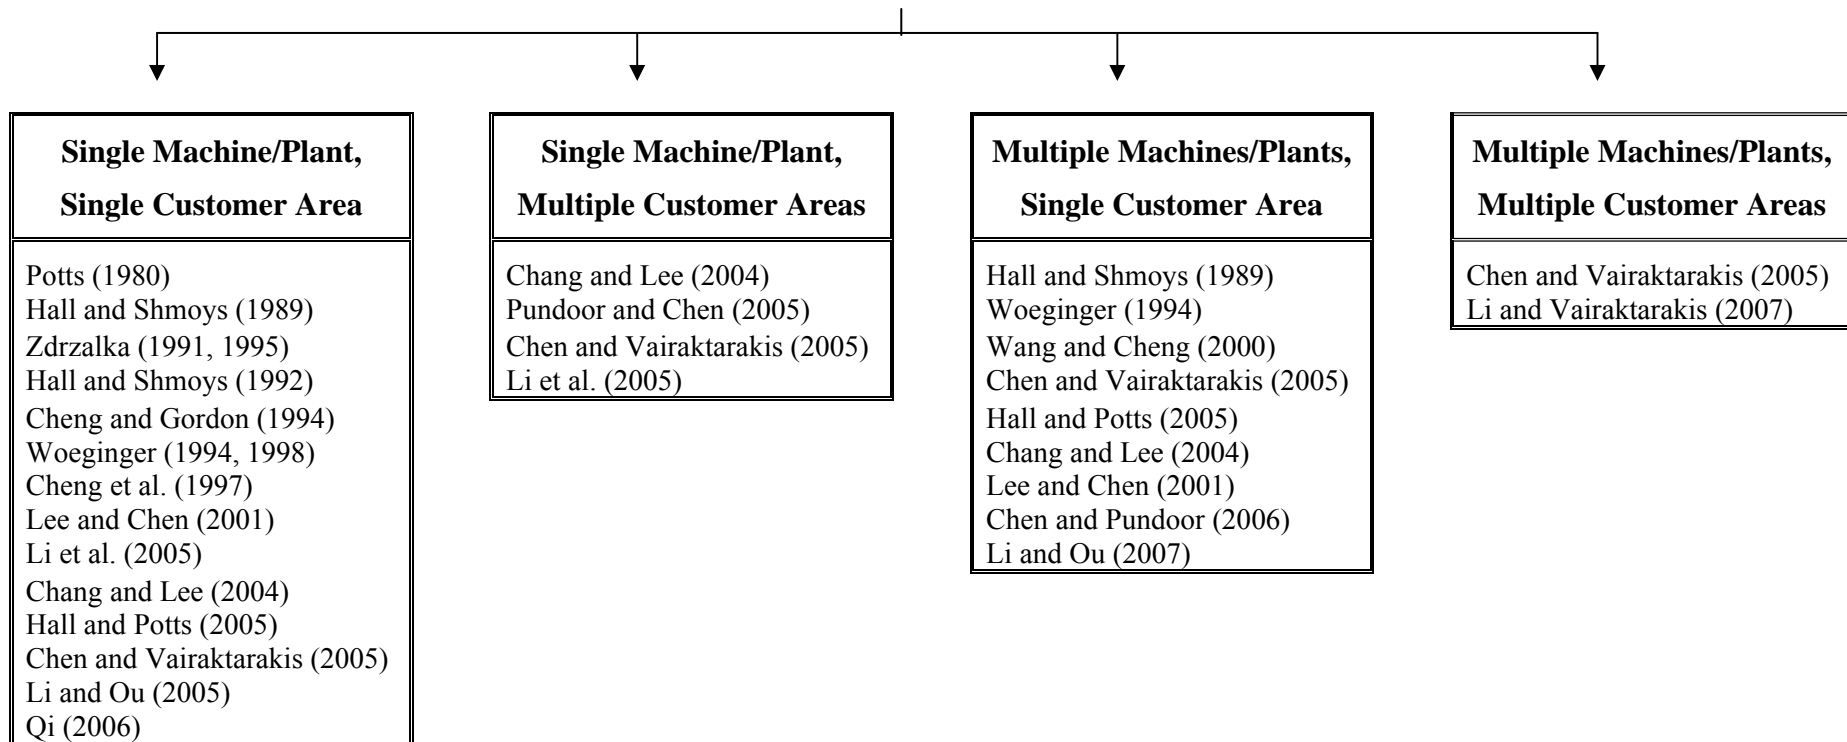 Single Machine/Plant,
Single Customer Area
Potts (1980)
Hall and Shmoys (1989)
Zdrzalka (1991, 1995)
Hall and Shmoys (1992)
Cheng and Gordon (1994)
Woeginger (1994, 1998)
Cheng et al. (1997)
Lee and Chen (2001)
Li et al. (2005)
Chang and Lee (2004)
Hall and Potts (2005)
Chen and Vairaktarakis (2005)
Li and Ou (2005)
Qi (2006)
Single Machine/Plant,
Multiple Customer Areas
Chang and Lee (2004)
Pundoor and Chen (2005)
Chen and Vairaktarakis (2005)
Li et al. (2005)
Multiple Machines/Plants,
Single Customer Area
Hall and Shmoys (1989)
Woeginger (1994)
Wang and Cheng (2000)
Chen and Vairaktarakis (2005)
Hall and Potts (2005)
Chang and Lee (2004)
Lee and Chen (2001)
Chen and Pundoor (2006)
Li and Ou (2007)
Multiple Machines/Plants,
Multiple Customer Areas
Chen and Vairaktarakis (2005)
Li and Vairaktarakis (2007)